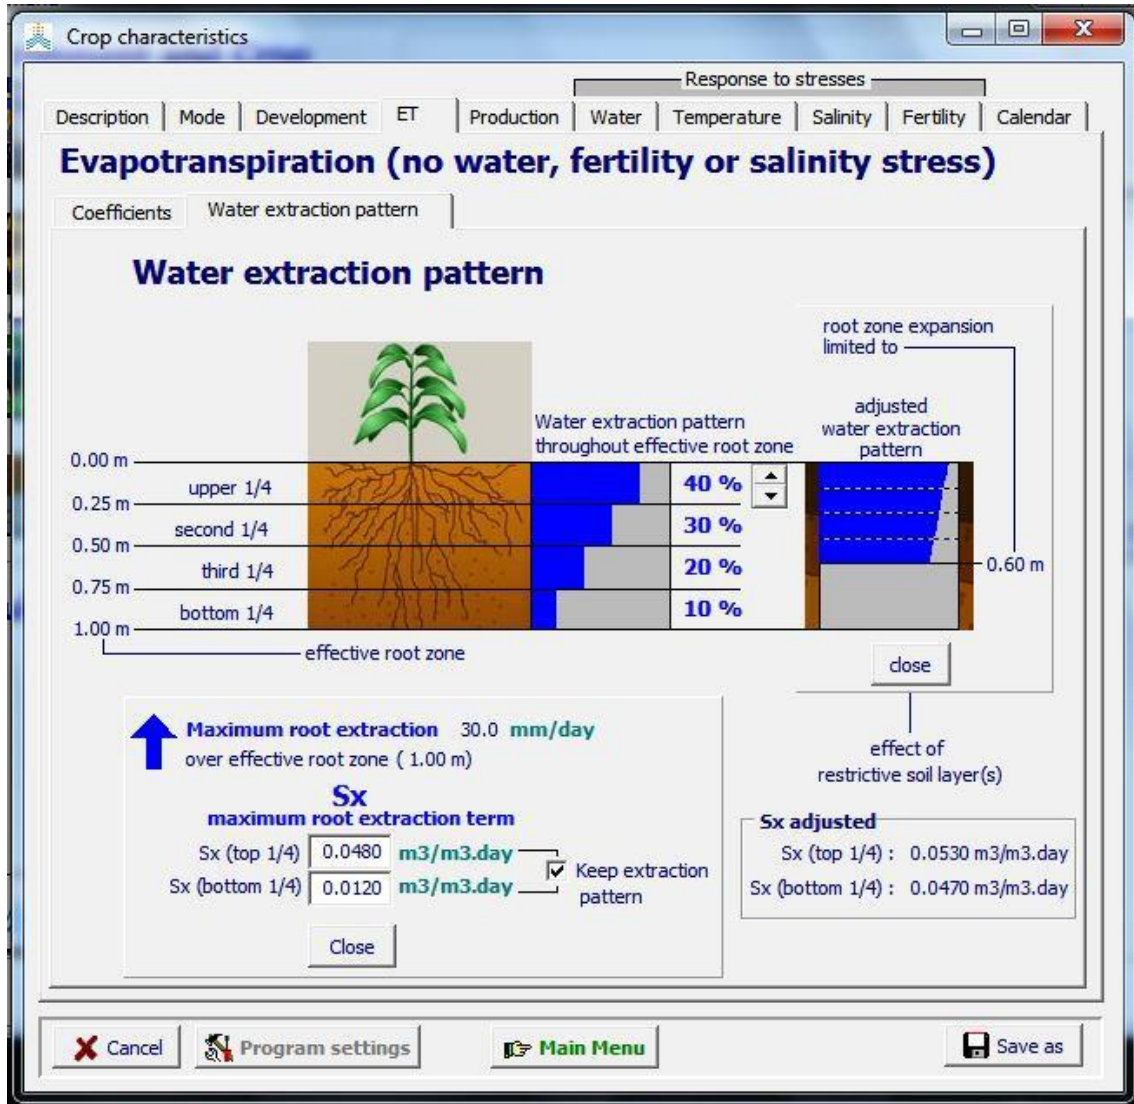 Crop characteristics
Response to stresses
Description Mode Development ET Production Water Temperature Salinity Fertility Calendar
Evapotranspiration (no water, fertility or salinity stress)
Coefficients Water extraction pattern
Water extraction pattern
root zone expansion
limited to
Water extraction pattern
throughout effective root zone
adjusted
water extraction
pattern
0.00 m
upper 1/4 40 %
0.25 m
second 1/4 30 %
0.50 m
third 1/4 20 %
0.60 m
0.75 m
bottom 1/4 10 %
1.00 m
effective root zone
close
effect of
restrictive soil layer(s)
Maximum root extraction 30.0 mm/day
over effective root zone ( 1.00 m)
Sx
maximum root extraction term
Sx (top 1/4) 0.0480 m3/m3.day
Sx (bottom 1/4) 0.0120 m3/m3.day
Keep extraction
pattern
Close
Sx adjusted
Sx (top 1/4) : 0.0530 m3/m3.day
Sx (bottom 1/4) : 0.0470 m3/m3.day
Cancel Program settings Main Menu Save as